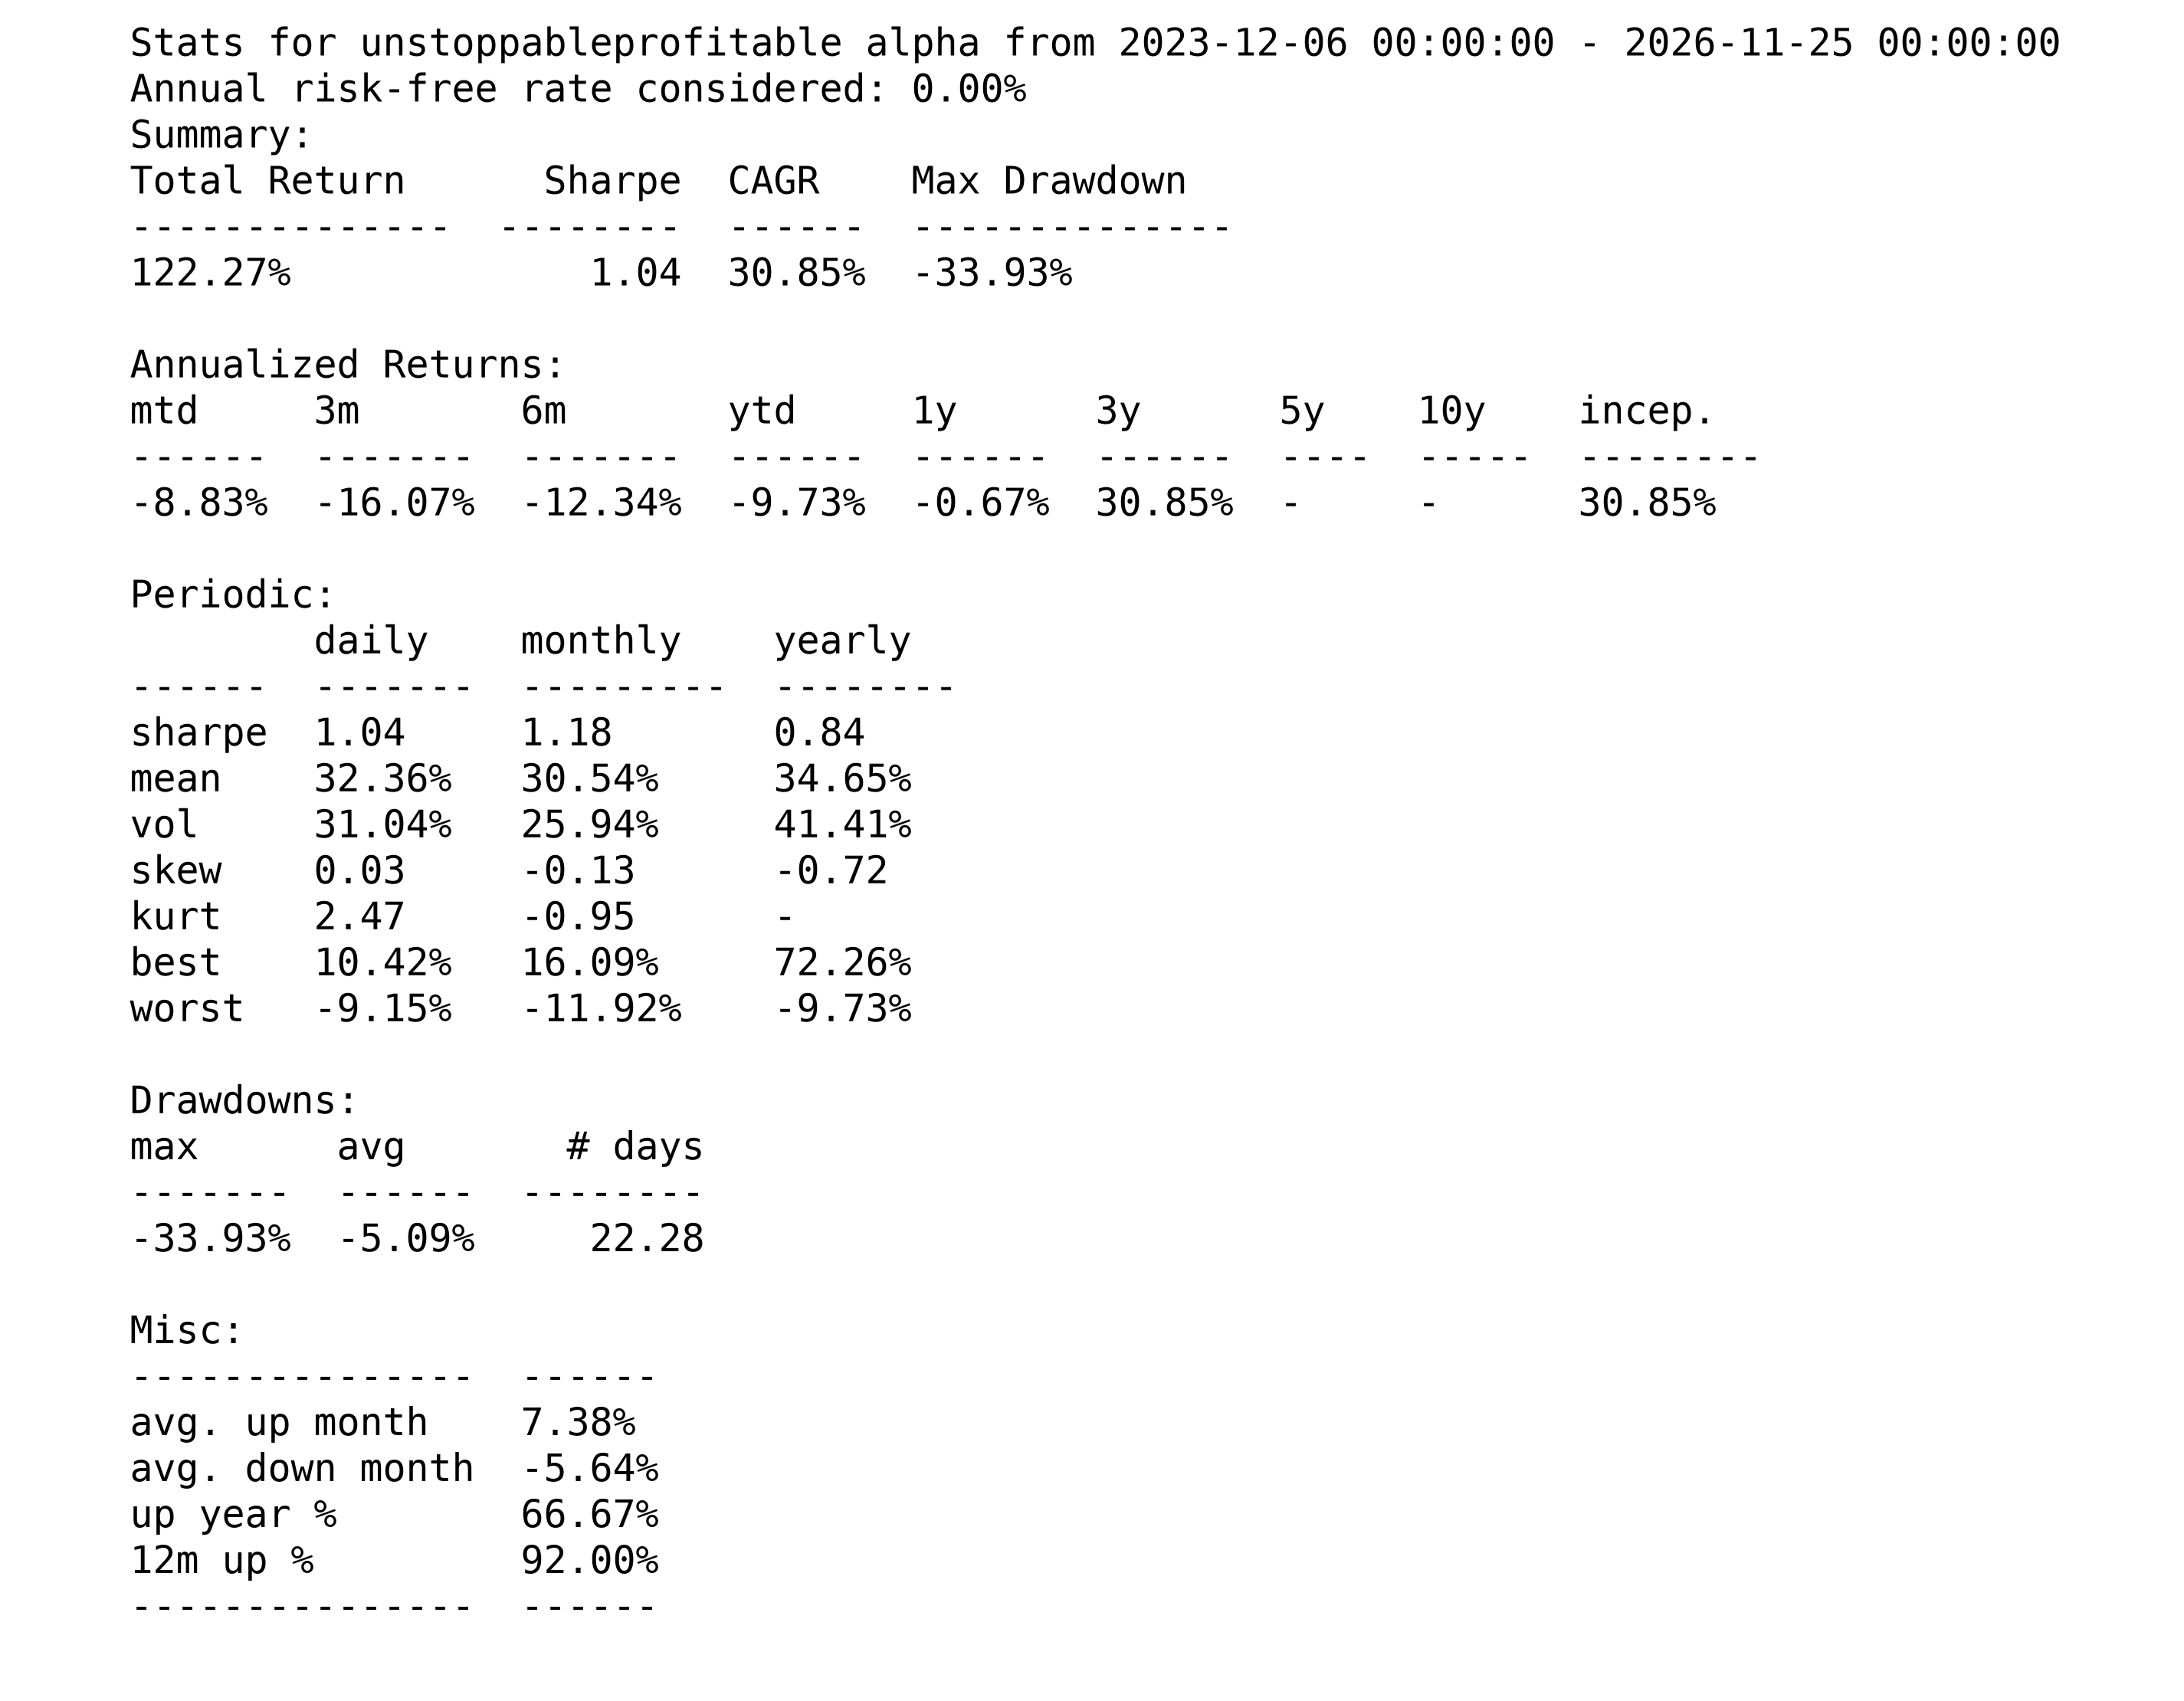 Stats for unstoppableprofitable alpha from 2023-12-06 00:00:00 - 2026-11-25 00:00:00
Annual risk-free rate considered: 0.00%
Summary:
Total Return      Sharpe  CAGR    Max Drawdown
--------------  --------  ------  --------------
122.27%             1.04  30.85%  -33.93%

Annualized Returns:
mtd     3m       6m       ytd     1y      3y      5y    10y    incep.
------  -------  -------  ------  ------  ------  ----  -----  --------
-8.83%  -16.07%  -12.34%  -9.73%  -0.67%  30.85%  -     -      30.85%

Periodic:
        daily    monthly    yearly
------  -------  ---------  --------
sharpe  1.04     1.18       0.84
mean    32.36%   30.54%     34.65%
vol     31.04%   25.94%     41.41%
skew    0.03     -0.13      -0.72
kurt    2.47     -0.95      -
best    10.42%   16.09%     72.26%
worst   -9.15%   -11.92%    -9.73%

Drawdowns:
max      avg       # days
-------  ------  --------
-33.93%  -5.09%     22.28

Misc:
---------------  ------
avg. up month    7.38%
avg. down month  -5.64%
up year %        66.67%
12m up %         92.00%
---------------  ------